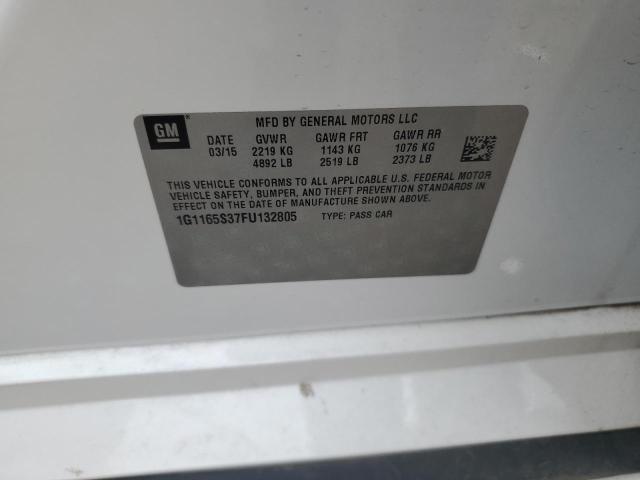 GM
MFD BY GENERAL MOTORS LLC
DATE GVWR GAWR FRT GAWR RR
03/15 2219 KG 1143 KG 1076 KG
4892 LB 2519 LB 2373 LB
THIS VEHICLE CONFORMS TO ALL APPLICABLE U.S. FEDERAL MOTOR
VEHICLE SAFETY, BUMPER, AND THEFT PREVENTION STANDARDS
IN EFFECT ON THE DATE OF MANUFACTURE SHOWN ABOVE.
1G1165S37FU132805 TYPE: PASS CAR